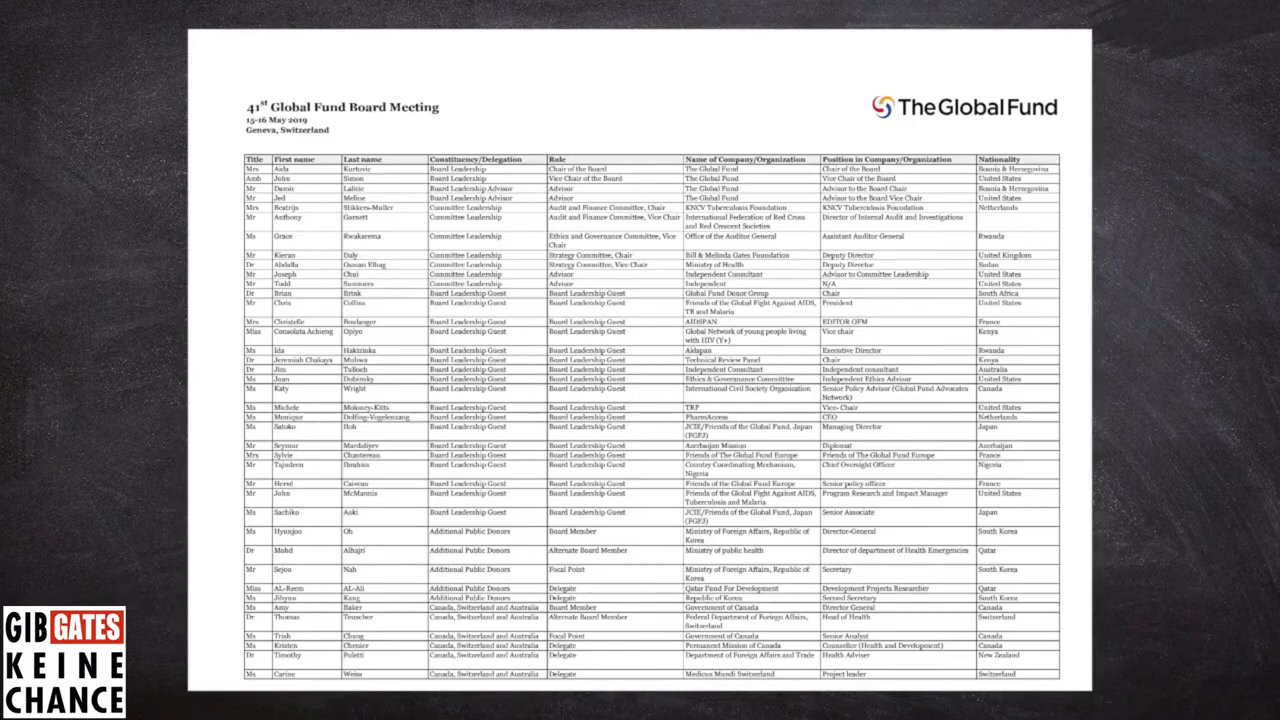 41st Global Fund Board Meeting
15-16 May 2019
Geneva, Switzerland
The Global Fund
Title First name Last name Constituency/Delegation Role Name of Company/Organization Position in Company/Organization Nationality
Mrs Aida Kurtovic Board Leadership Chair of the Board The Global Fund Chair of the Board Bosnia & Herzegovina
Amb John Simon Board Leadership Vice Chair of the Board The Global Fund Vice Chair of the Board United States
Mr Damir Laličic Board Leadership Advisor Advisor The Global Fund Advisor to the Board Chair Bosnia & Herzegovina
Mr Jed Meline Board Leadership Advisor Advisor The Global Fund Advisor to the Board Vice Chair United States
Mrs Beatrijs Stikkers-Muller Committee Leadership Audit and Finance Committee, Chair KNCV Tuberculosis Foundation KNCV Tuberculosis Foundation Netherlands
Mr Anthony Garnett Committee Leadership Audit and Finance Committee, Vice Chair International Federation of Red Cross Director of Internal Audit and Investigations
and Red Crescent Societies
Ms Grace Rwakarema Committee Leadership Ethics and Governance Committee, Vice Office of the Auditor General Assistant Auditor General Rwanda
Chair
Mr Kieran Daly Committee Leadership Strategy Committee, Chair Bill & Melinda Gates Foundation Deputy Director United Kingdom
Dr Abdalla Osman Elhag Committee Leadership Strategy Committee, Vice Chair Ministry of Health Deputy Director Sudan
Mr Joseph Chui Committee Leadership Advisor Independent Consultant Advisor to Committee Leadership United States
Mr Todd Summers Committee Leadership Advisor Independent N/A United States
Dr Brian Brink Board Leadership Guest Board Leadership Guest Global Fund Donor Group Chair South Africa
Mr Chris Collins Board Leadership Guest Board Leadership Guest Friends of the Global Fight Against AIDS, President United States
TB and Malaria
Mrs Christelle Boulanger Board Leadership Guest Board Leadership Guest AIDSPAN EDITOR OFM France
Miss Consolata Achieng Opiyo Board Leadership Guest Board Leadership Guest Global Network of young people living Vice chair Kenya
with HIV (Y+)
Ms Ida Hakizinka Board Leadership Guest Board Leadership Guest Aidspan Executive Director Rwanda
Dr Jeremiah Chakaya Muhwa Board Leadership Guest Board Leadership Guest Technical Review Panel Chair Kenya
Dr Jim Tulloch Board Leadership Guest Board Leadership Guest Independent Consultant Independent consultant Australia
Ms Joan Dubinsky Board Leadership Guest Board Leadership Guest Ethics & Goverannce Committee Independent Ethics Advisor United States
Ms Katy Wright Board Leadership Guest Board Leadership Guest International Civil Society Organization Senior Policy Advisor (Global Fund Advocates Canada
Network)
Ms Michele Moloney-Kitts Board Leadership Guest Board Leadership Guest TRP Vice- Chair United States
Ms Monique Dolfing-Vogelenzang Board Leadership Guest Board Leadership Guest PharmAccess CEO Netherlands
Ms Satoko Itoh Board Leadership Guest Board Leadership Guest JCIE/Friends of the Global Fund, Japan Managing Director Japan
(FGFJ)
Mr Seymur Mardaliyev Board Leadership Guest Board Leadership Guest Azerbaijan Mission Diplomat Azerbaijan
Mrs Sylvie Chantereau Board Leadership Guest Board Leadership Guest Friends of The Global Fund Europe Friends of The Global Fund Europe France
Mr Tajudeen Ibrahim Board Leadership Guest Board Leadership Guest Country Coordinating Mechanism, Chief Oversight Officer Nigeria
Nigeria
Mr Hervé Caiveau Board Leadership Guest Board Leadership Guest Friends of the Global Fund Europe Senior policy officer France
Mr John McManniz Board Leadership Guest Board Leadership Guest Friends of the Global Fight Against AIDS, Program Research and Impact Manager United States
Tuberculosis and Malaria
Ms Sachiko Aoki Board Leadership Guest Board Leadership Guest JCIE/Friends of the Global Fund, Japan Senior Associate Japan
(FGFJ)
Ms Hyunjoo Oh Additional Public Donors Board Member Ministry of Foreign Affairs, Republic of Director-General South Korea
Korea
Dr Mohd Alhajri Additional Public Donors Alternate Board Member Ministry of public health Director of department of Health Emergencies Qatar
Mr Sejoo Nah Additional Public Donors Focal Point Ministry of Foreign Affairs, Republic of Secretary South Korea
Korea
Miss AL-Reem AL-Ali Additional Public Donors Delegate Qatar Fund For Development Development Projects Researcher Qatar
Ms Jihyun Kang Additional Public Donors Delegate Republic of Korea Second Secretary South Korea
Ms Amy Baker Canada, Switzerland and Australia Board Member Government of Canada Director General Canada
Dr Thomas Teuscher Canada, Switzerland and Australia Alternate Board Member Federal Department of Foriegn Affairs, Head of Health Switzerland
Switzerland
Ms Trish Chang Canada, Switzerland and Australia Focal Point Government of Canada Senior Analyst Canada
Ms Kristen Chenier Canada, Switzerland and Australia Delegate Permanent Mission of Canada Counsellor (Health and Development) Canada
Dr Timothy Poletti Canada, Switzerland and Australia Delegate Department of Foreign Affairs and Trade Health Adviser New Zealand
Ms Carine Weiss Canada, Switzerland and Australia Delegate Medicus Mundi Switzerland Project leader Switzerland
GIB GATES
KEINE
CHANCE